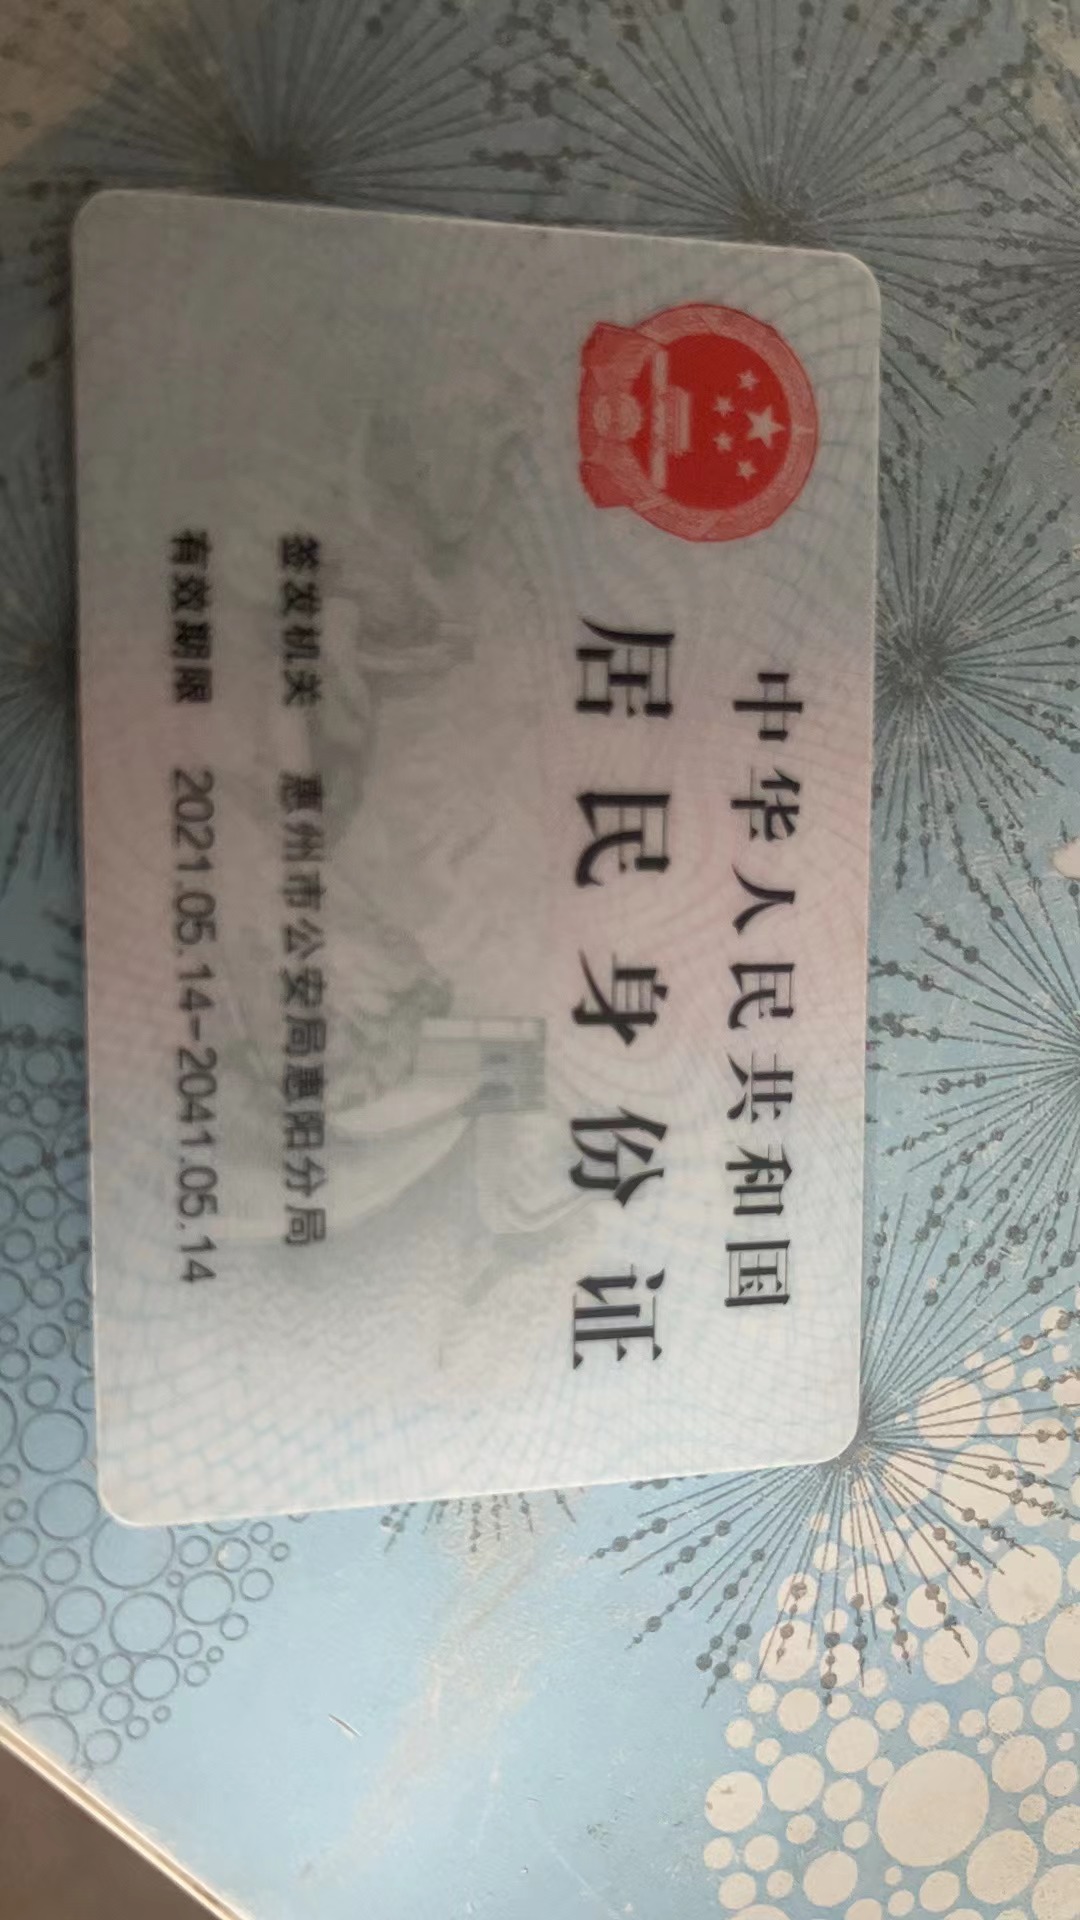 中华人民共和国
居民身份证
签发机关 惠州市公安局惠阳分局
有效期限 2021.05.14-2041.05.14